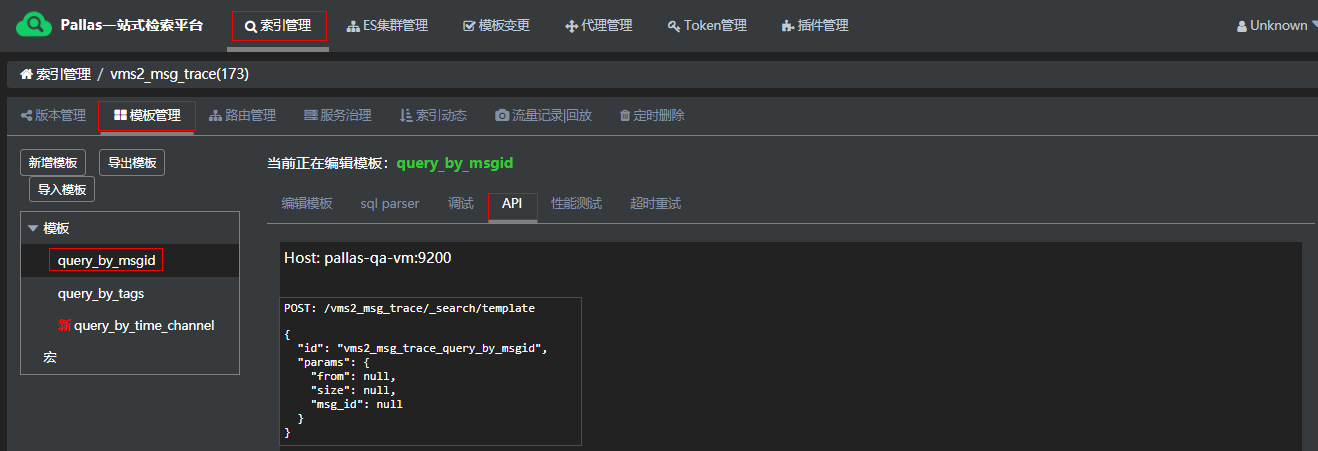 Pallas一站式检索平台 索引管理 ES集群管理 模板变更 代理管理 Token管理 插件管理 Unknown
索引管理 / vms2_msg_trace(173)
版本管理 模板管理 路由管理 服务治理 索引动态 流量记录|回放 定时删除
新增模板 导出模板
导入模板
当前正在编辑模板：query_by_msgid
编辑模板 sql parser 调试 API 性能测试 超时重试
模板
query_by_msgid
query_by_tags
新 query_by_time_channel
宏
Host: pallas-qa-vm:9200
POST: /vms2_msg_trace/_search/template
{
"id": "vms2_msg_trace_query_by_msgid",
"params": {
"from": null,
"size": null,
"msg_id": null
}
}